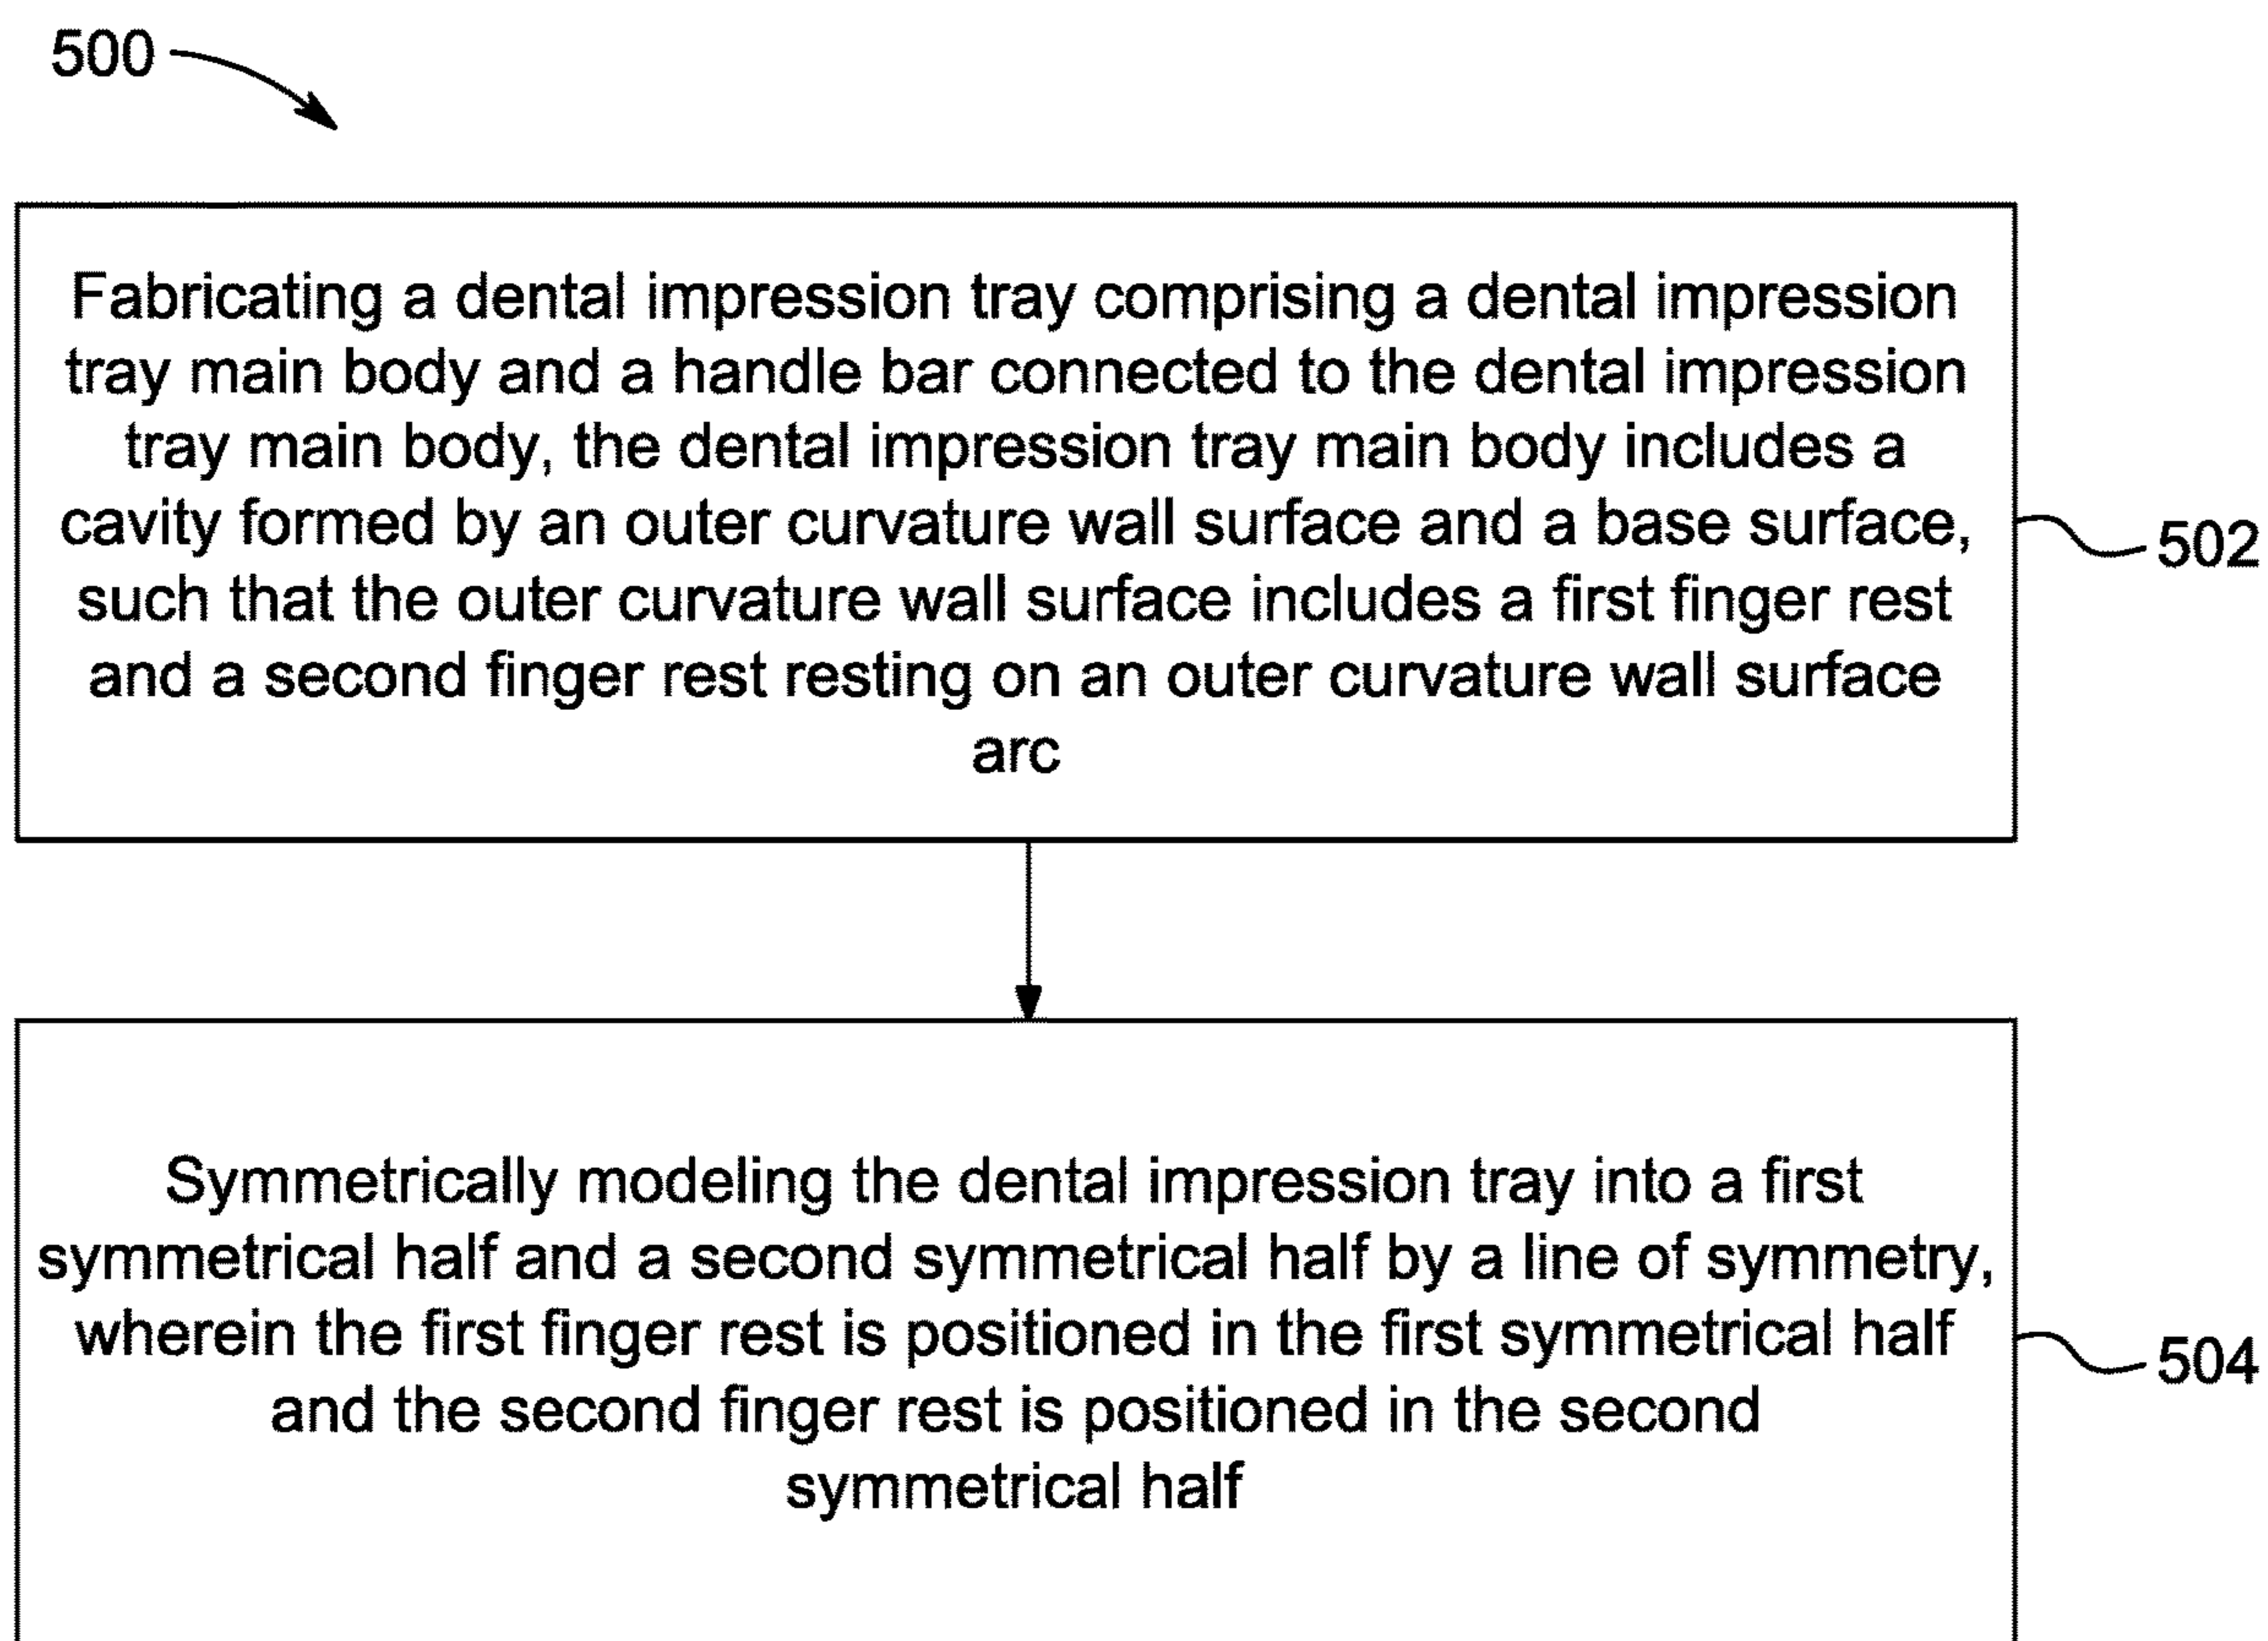 500
Fabricating a dental impression tray comprising a dental impression
tray main body and a handle bar connected to the dental impression
tray main body, the dental impression tray main body includes a
cavity formed by an outer curvature wall surface and a base surface,
such that the outer curvature wall surface includes a first finger rest
and a second finger rest resting on an outer curvature wall surface
arc
502
Symmetrically modeling the dental impression tray into a first
symmetrical half and a second symmetrical half by a line of symmetry,
wherein the first finger rest is positioned in the first symmetrical half
and the second finger rest is positioned in the second
symmetrical half
504